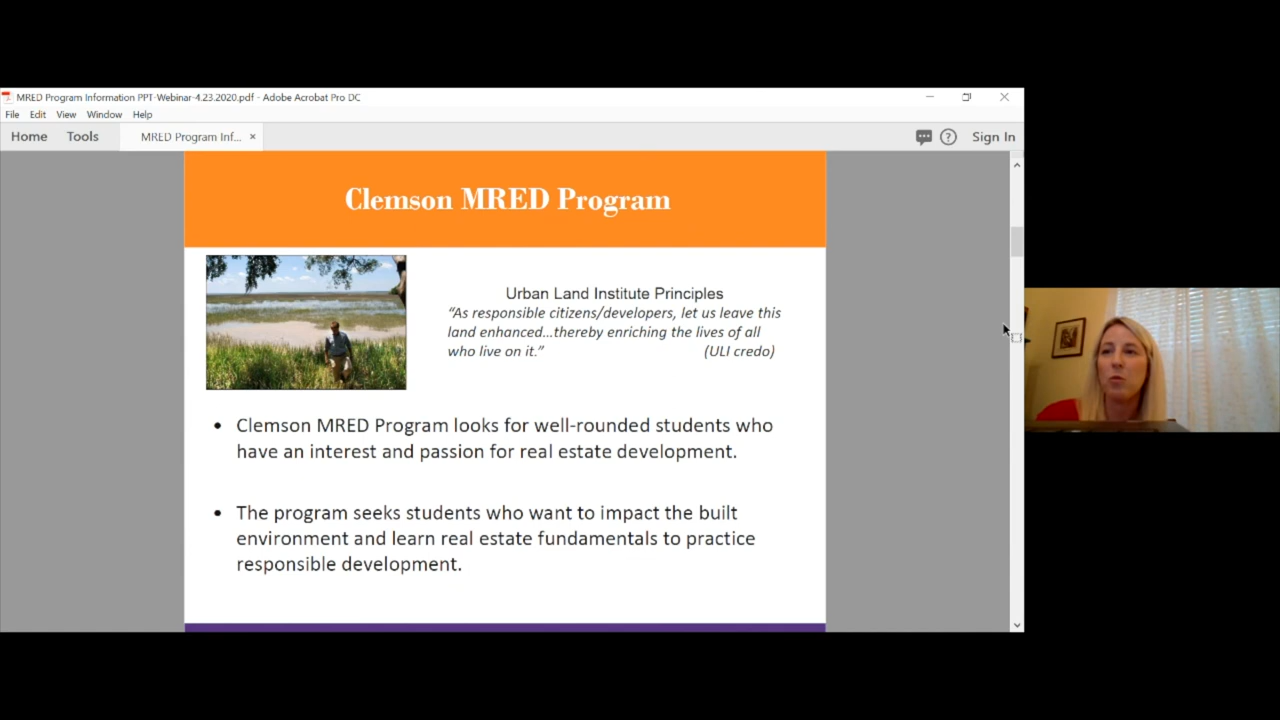 MRED Program Information PPT-Webinar-4.23.2020.pdf - Adobe Acrobat Pro DC
File Edit View Window Help
Home Tools MRED Program Inf... × Sign In
Clemson MRED Program
Urban Land Institute Principles
“As responsible citizens/developers, let us leave this
land enhanced...thereby enriching the lives of all
who live on it.” (ULI credo)
• Clemson MRED Program looks for well-rounded students who
have an interest and passion for real estate development.
• The program seeks students who want to impact the built
environment and learn real estate fundamentals to practice
responsible development.